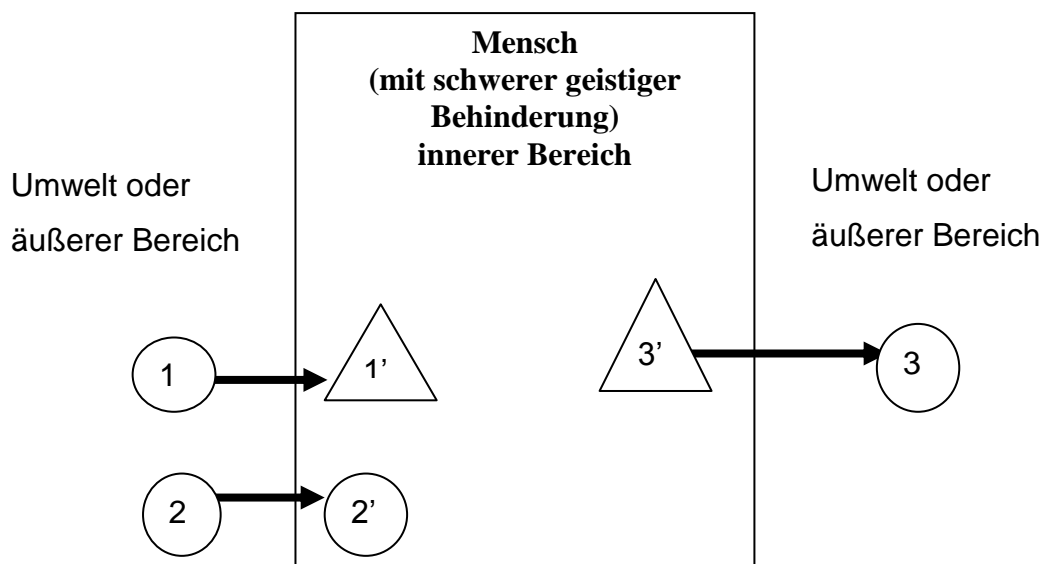 Mensch
(mit schwerer geistiger
Behinderung)
innerer Bereich
Umwelt oder
äußerer Bereich
Umwelt oder
äußerer Bereich
1
1’
3’
3
2
2’